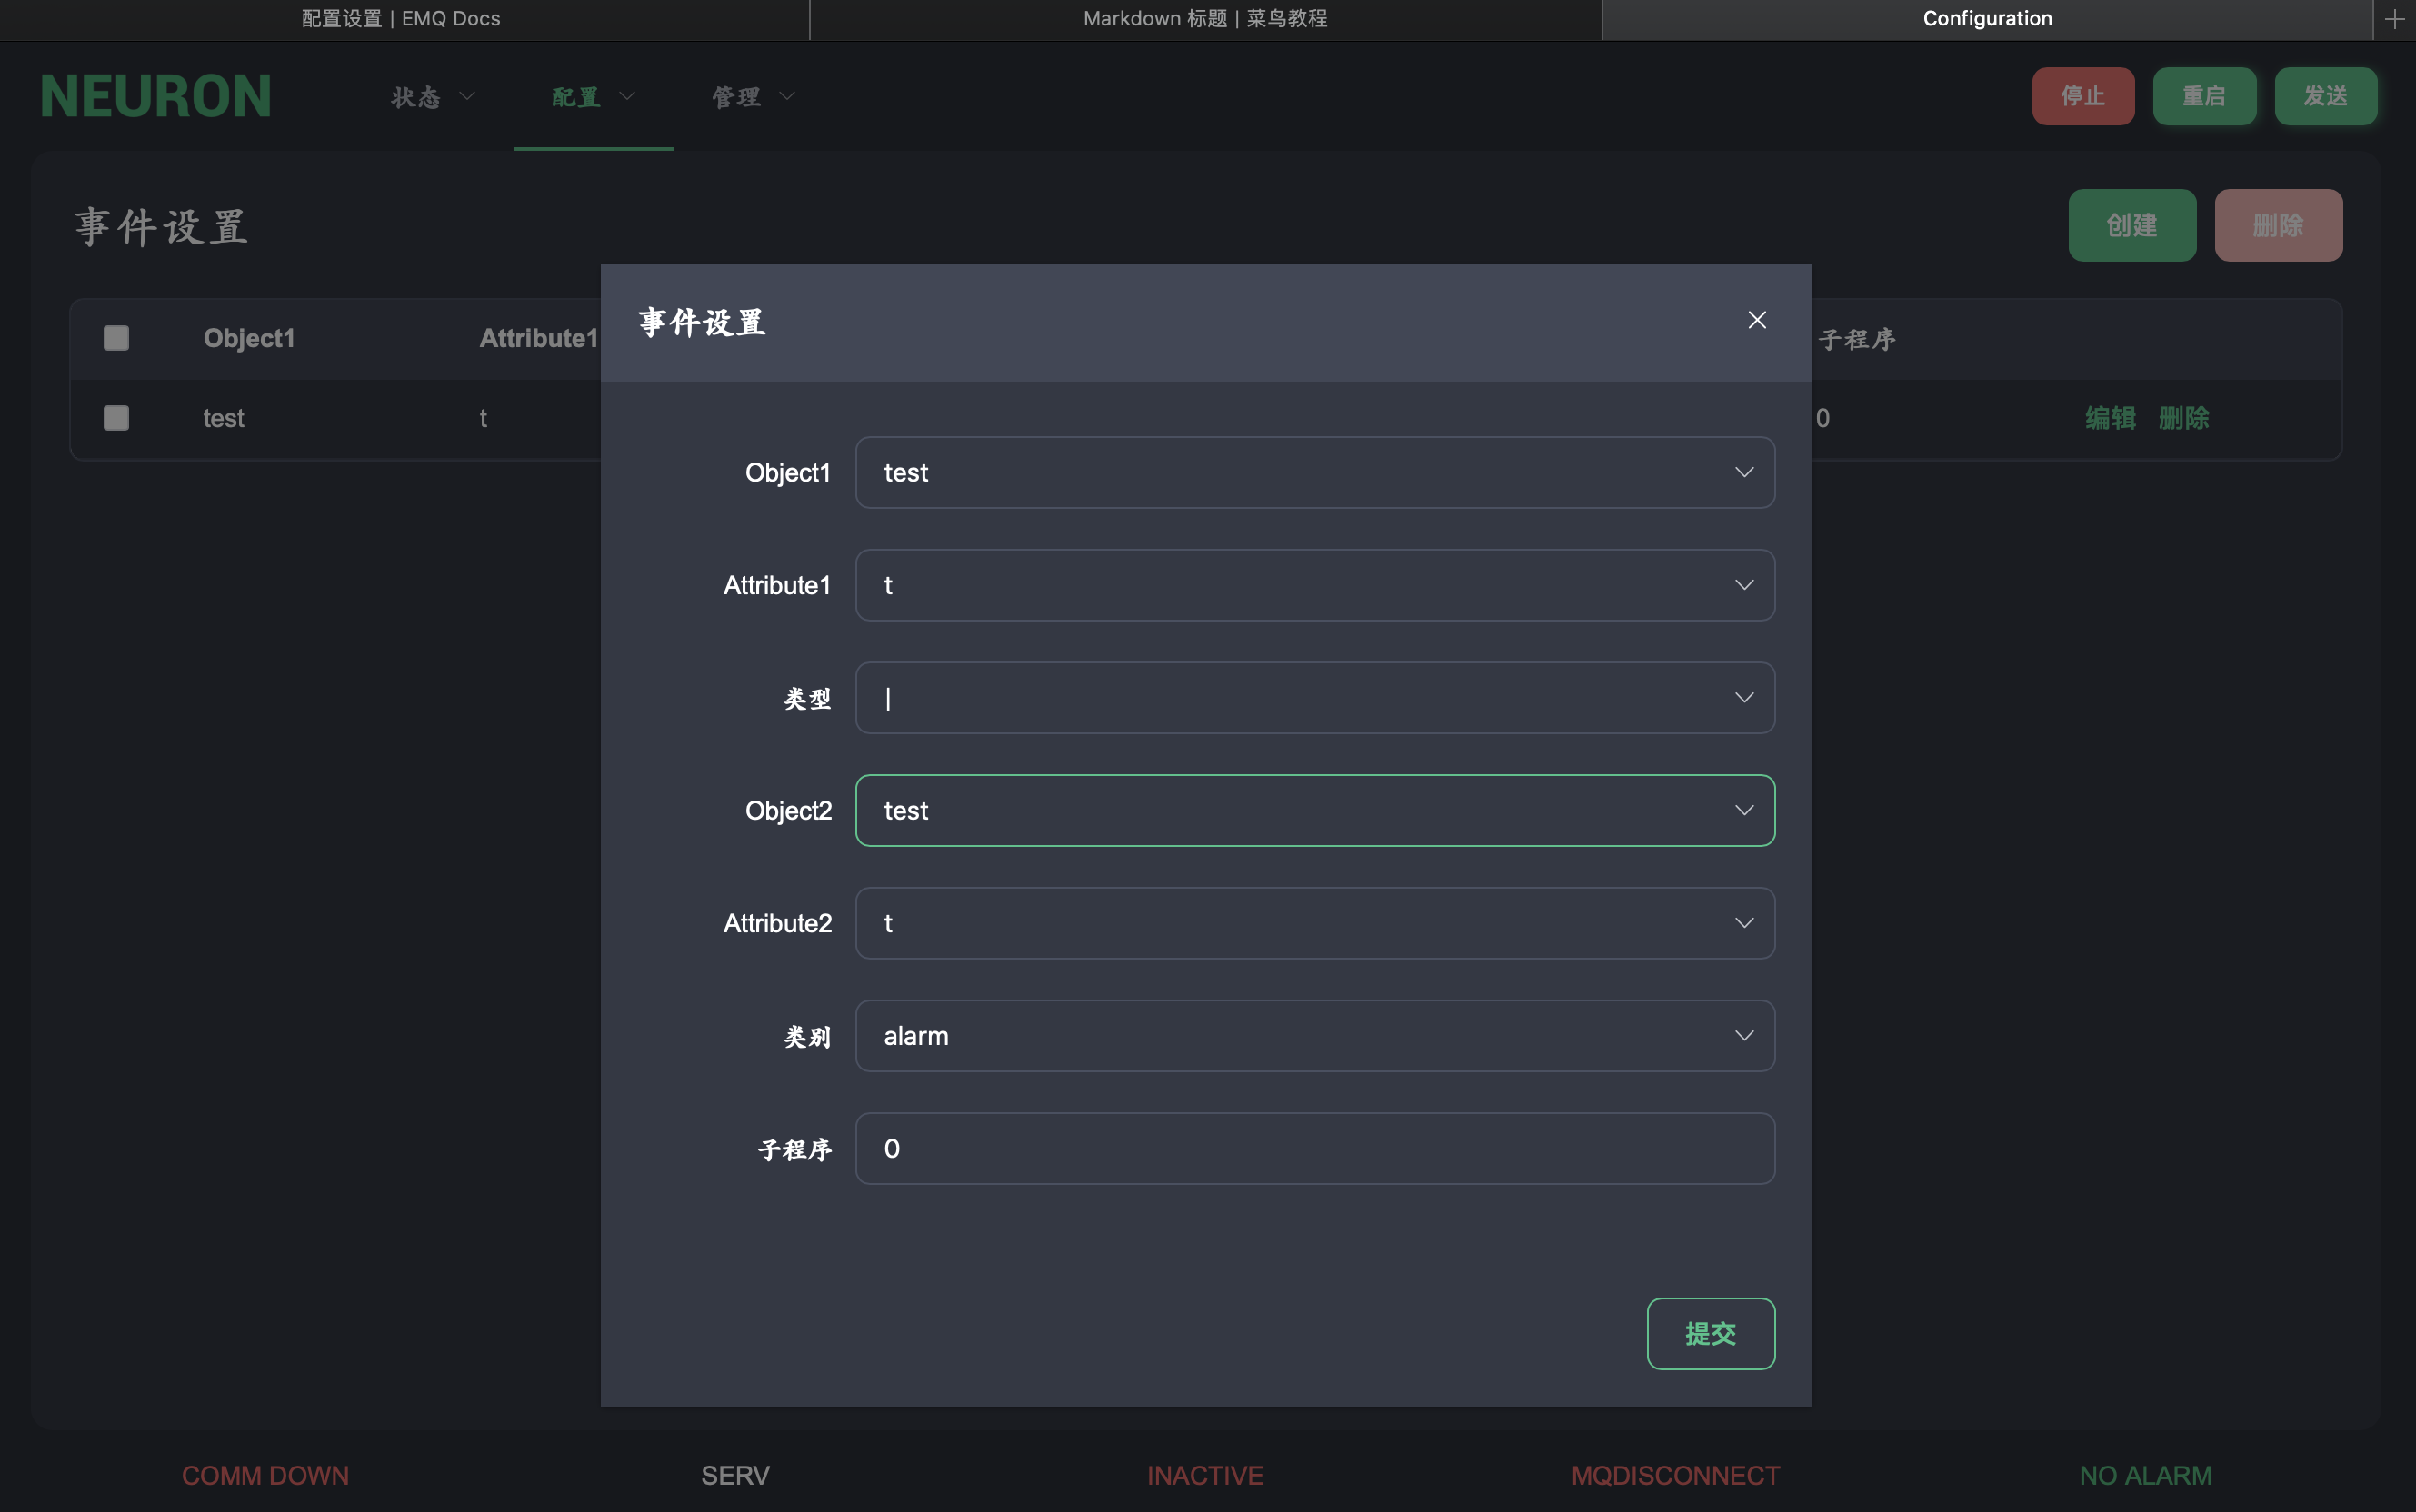 配置设置 | EMQ Docs
Markdown 标题 | 菜鸟教程
Configuration
NEURON
状态
配置
管理
停止
重启
发送
事件设置
创建
删除
Object1
Attribute1
子程序
test
t
0
编辑
删除
事件设置
Object1
test
Attribute1
t
类型
|
Object2
test
Attribute2
t
类别
alarm
子程序
0
提交
COMM DOWN
SERV
INACTIVE
MQDISCONNECT
NO ALARM